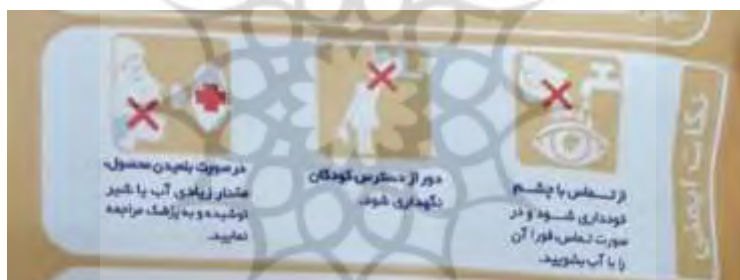 نکات ایمنی
از تماس با چشم
خودداری شود و در
صورت تماس، فورا آن
را با آب بشویید.
دور از دسترس کودکان
نگهداری شود.
در صورت بلعیدن محصول،
مقدار زیادی آب یا شیر
نوشیده و به پزشک مراجعه
نمایید.